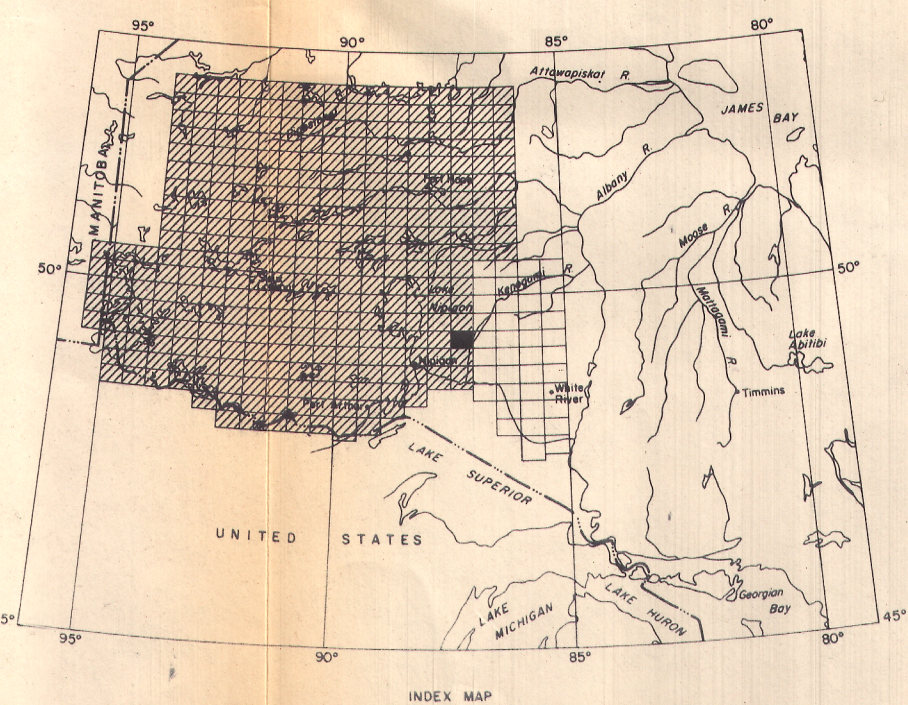 95°
90°
85°
80°
Attawapiskat R.
JAMES
BAY
Pipestone R.
MANITOBA
Fort Hope
Albany R.
Moose R.
50°
50°
Kenogami R.
Lake
Nipigon
Mattagami R.
Lake
Abitibi
Nipigon
White
River
Timmins
Port Arthur
LAKE SUPERIOR
UNITED STATES
Georgian
Bay
LAKE
MICHIGAN
LAKE HURON
5°
45°
95°
90°
85°
80°
INDEX MAP